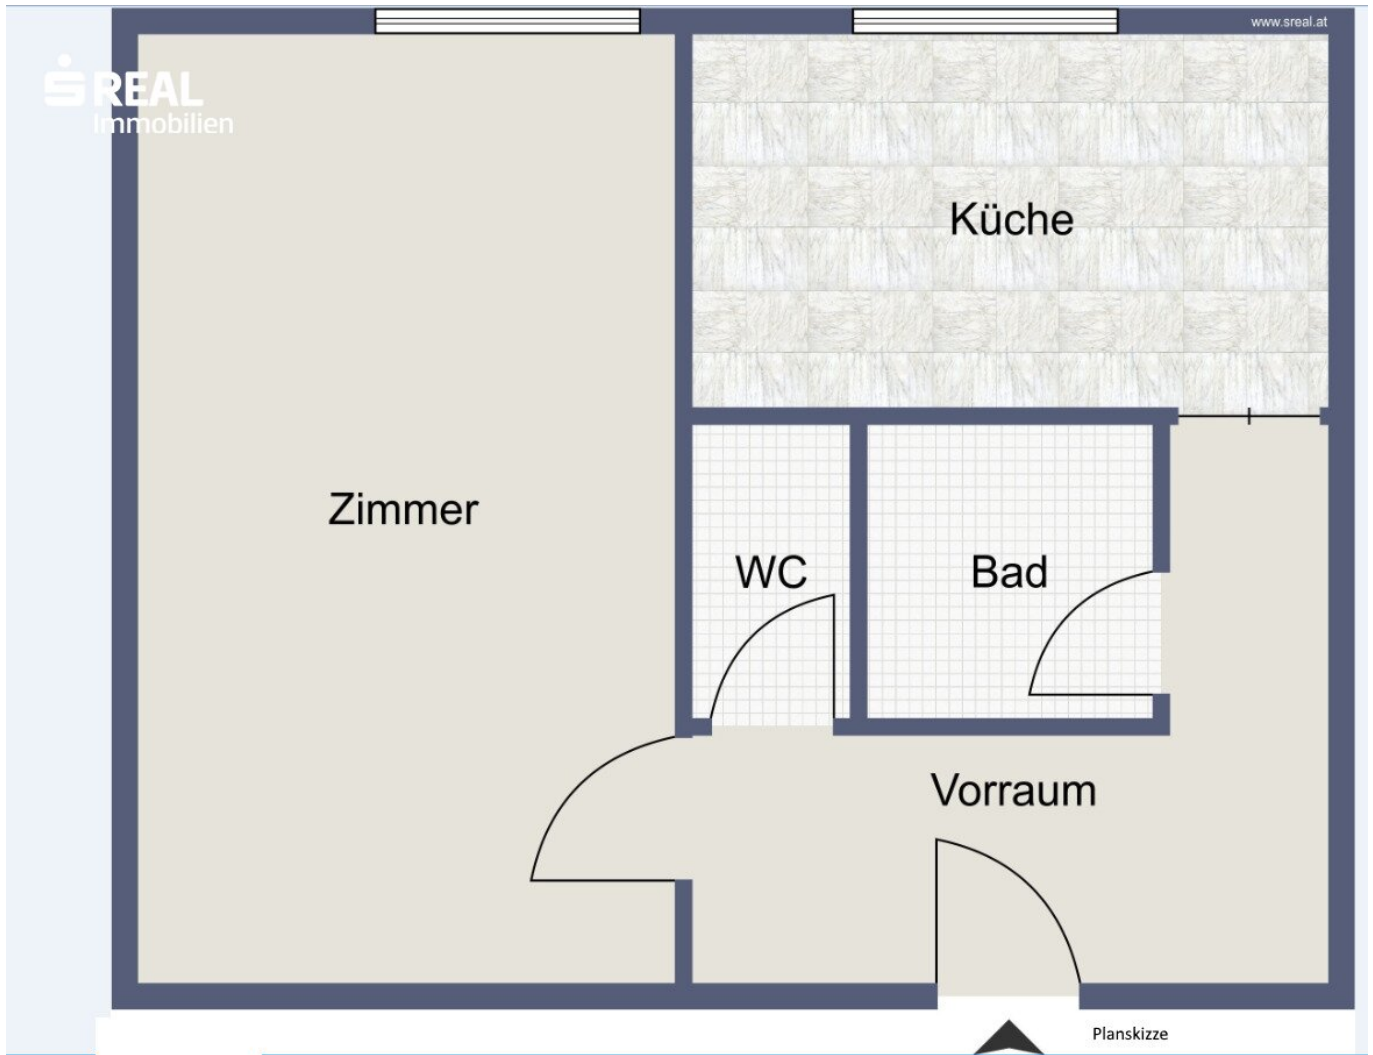 www.sreal.at
REAL
Immobilien
Küche
Zimmer
WC
Bad
Vorraum
Planskizze